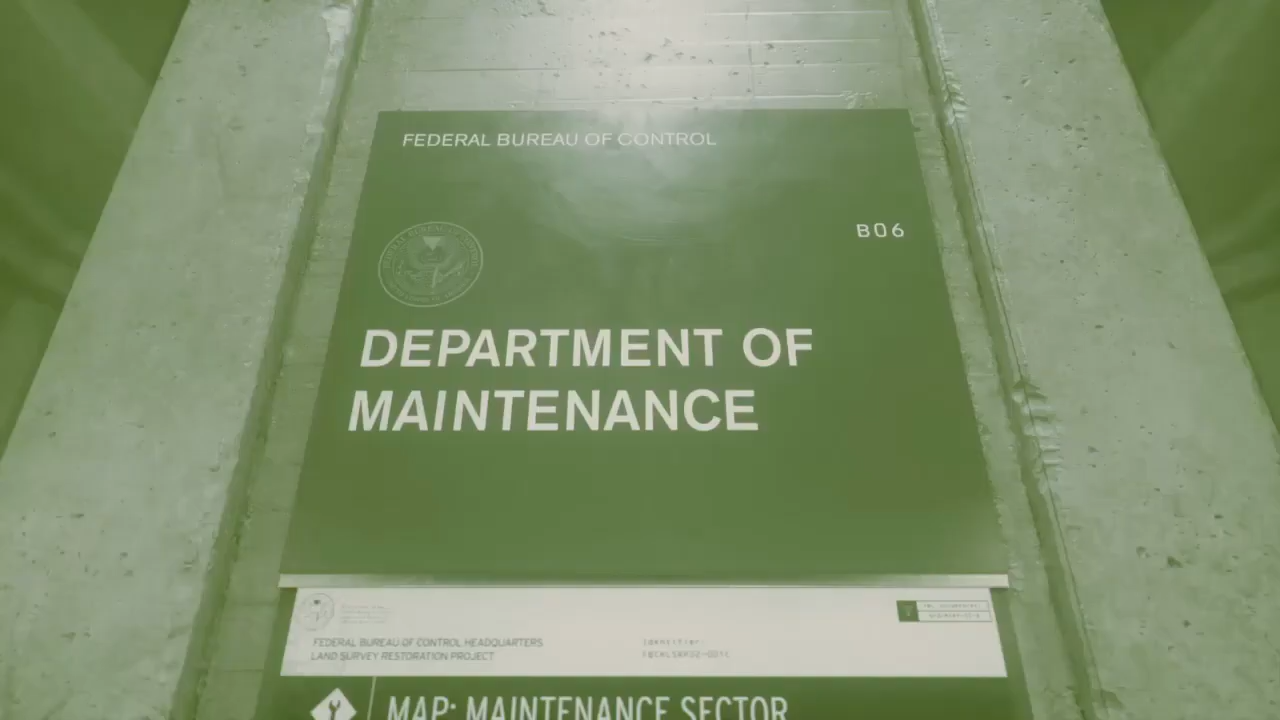 FEDERAL BUREAU OF CONTROL
B06
DEPARTMENT OF
MAINTENANCE
FEDERAL BUREAU OF CONTROL HEADQUARTERS
LAND SURVEY RESTORATION PROJECT
Identifier:
MAP: MAINTENANCE SECTOR